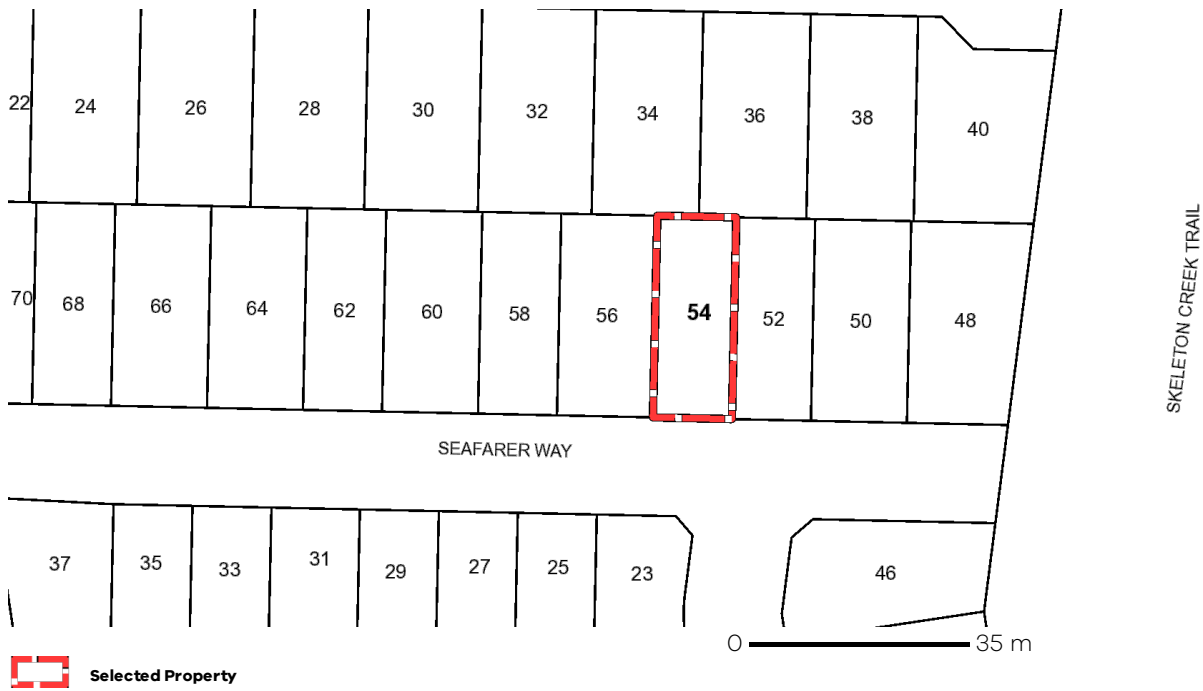 22 24 26 28 30 32 34 36 38 40
70 68 66 64 62 60 58 56 54 52 50 48
SKELETON CREEK TRAIL
SEAFARER WAY
37 35 33 31 29 27 25 23 46
0 35 m
Selected Property